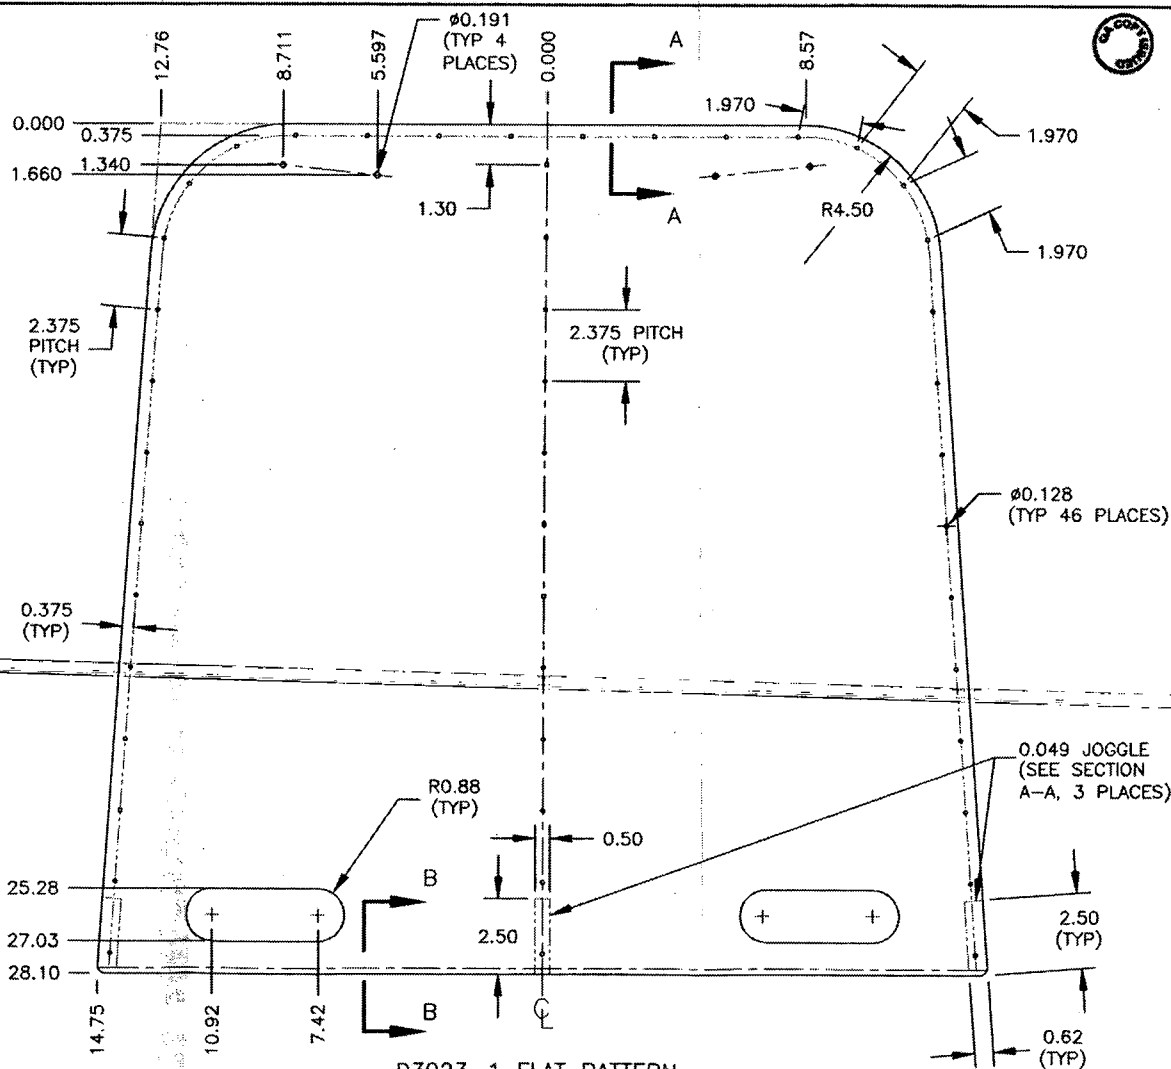 12.76
8.711
5.597
ø0.191
(TYP 4
PLACES)
0.000
A
8.57
1.970
0.000
0.375
1.340
1.660
1.30
A
R4.50
1.970
1.970
2.375
PITCH
(TYP)
2.375 PITCH
(TYP)
ø0.128
(TYP 46 PLACES)
0.375
(TYP)
0.049 JOGGLE
(SEE SECTION
A-A, 3 PLACES)
R0.88
(TYP)
0.50
25.28
27.03
28.10
B
2.50
2.50
(TYP)
14.75
10.92
7.42
B
CL
0.62
(TYP)